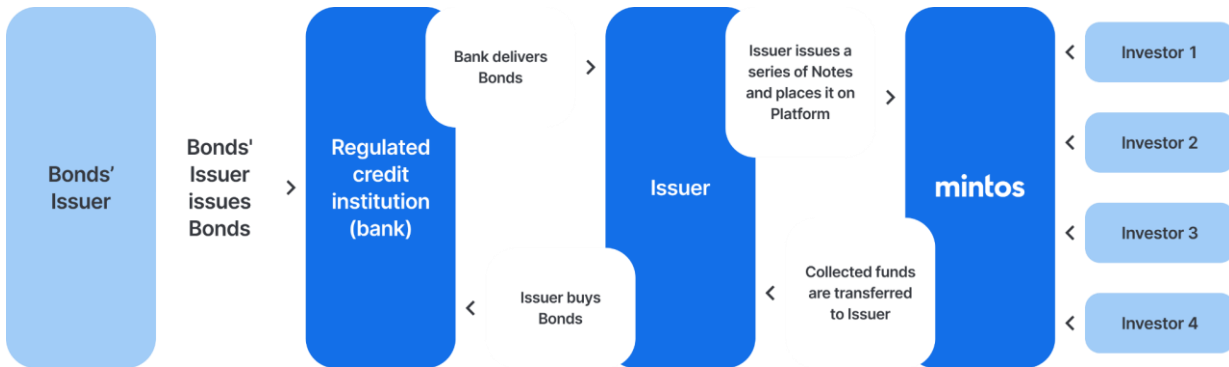 Bonds’
Issuer
Bonds'
Issuer
issues
Bonds
Regulated
credit
institution
(bank)
Bank delivers
Bonds
Issuer buys
Bonds
Issuer
Issuer issues a
series of Notes
and places it on
Platform
Collected funds
are transferred
to Issuer
mintos
Investor 1
Investor 2
Investor 3
Investor 4